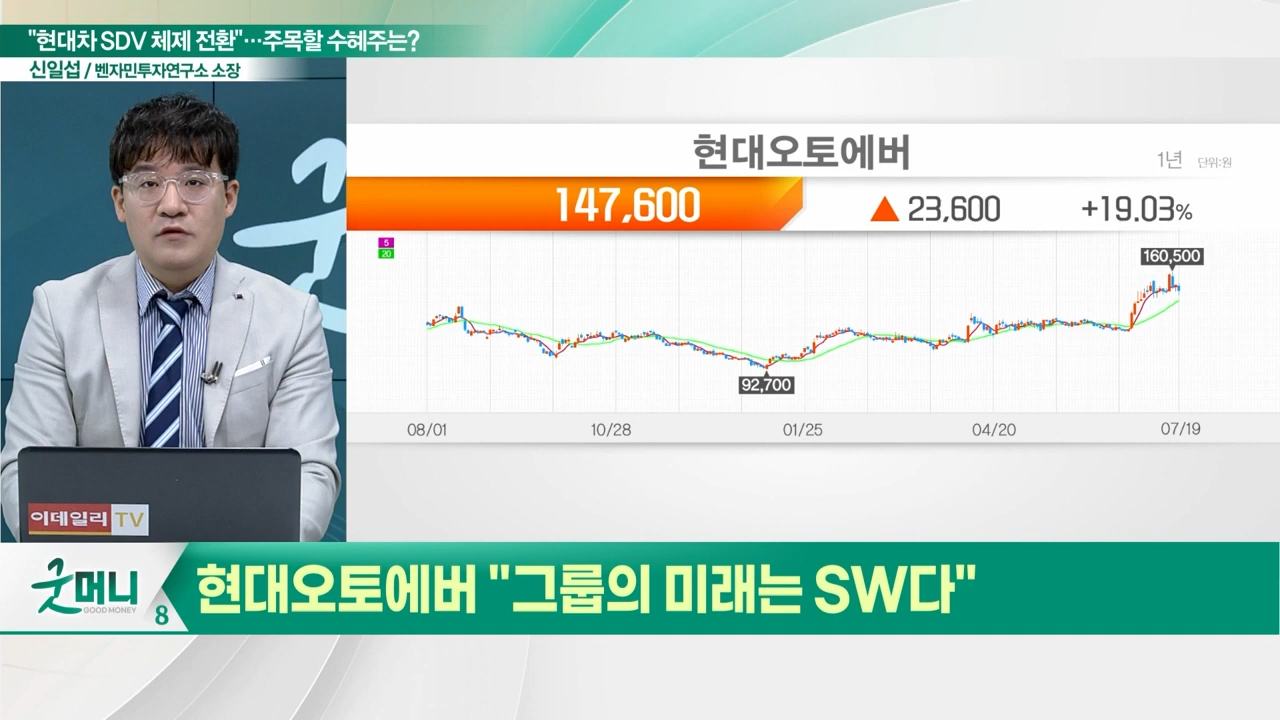 "현대차 SDV 체제 전환"…주목할 수혜주는?
신일섭 / 벤자민투자연구소 소장
현대오토에버
1년 단위:원
147,600 ▲ 23,600 +19.03%
5
20
160,500
92,700
08/01 10/28 01/25 04/20 07/19
이데일리 TV
굿머니
GOOD MONEY
8
현대오토에버 "그룹의 미래는 SW다"